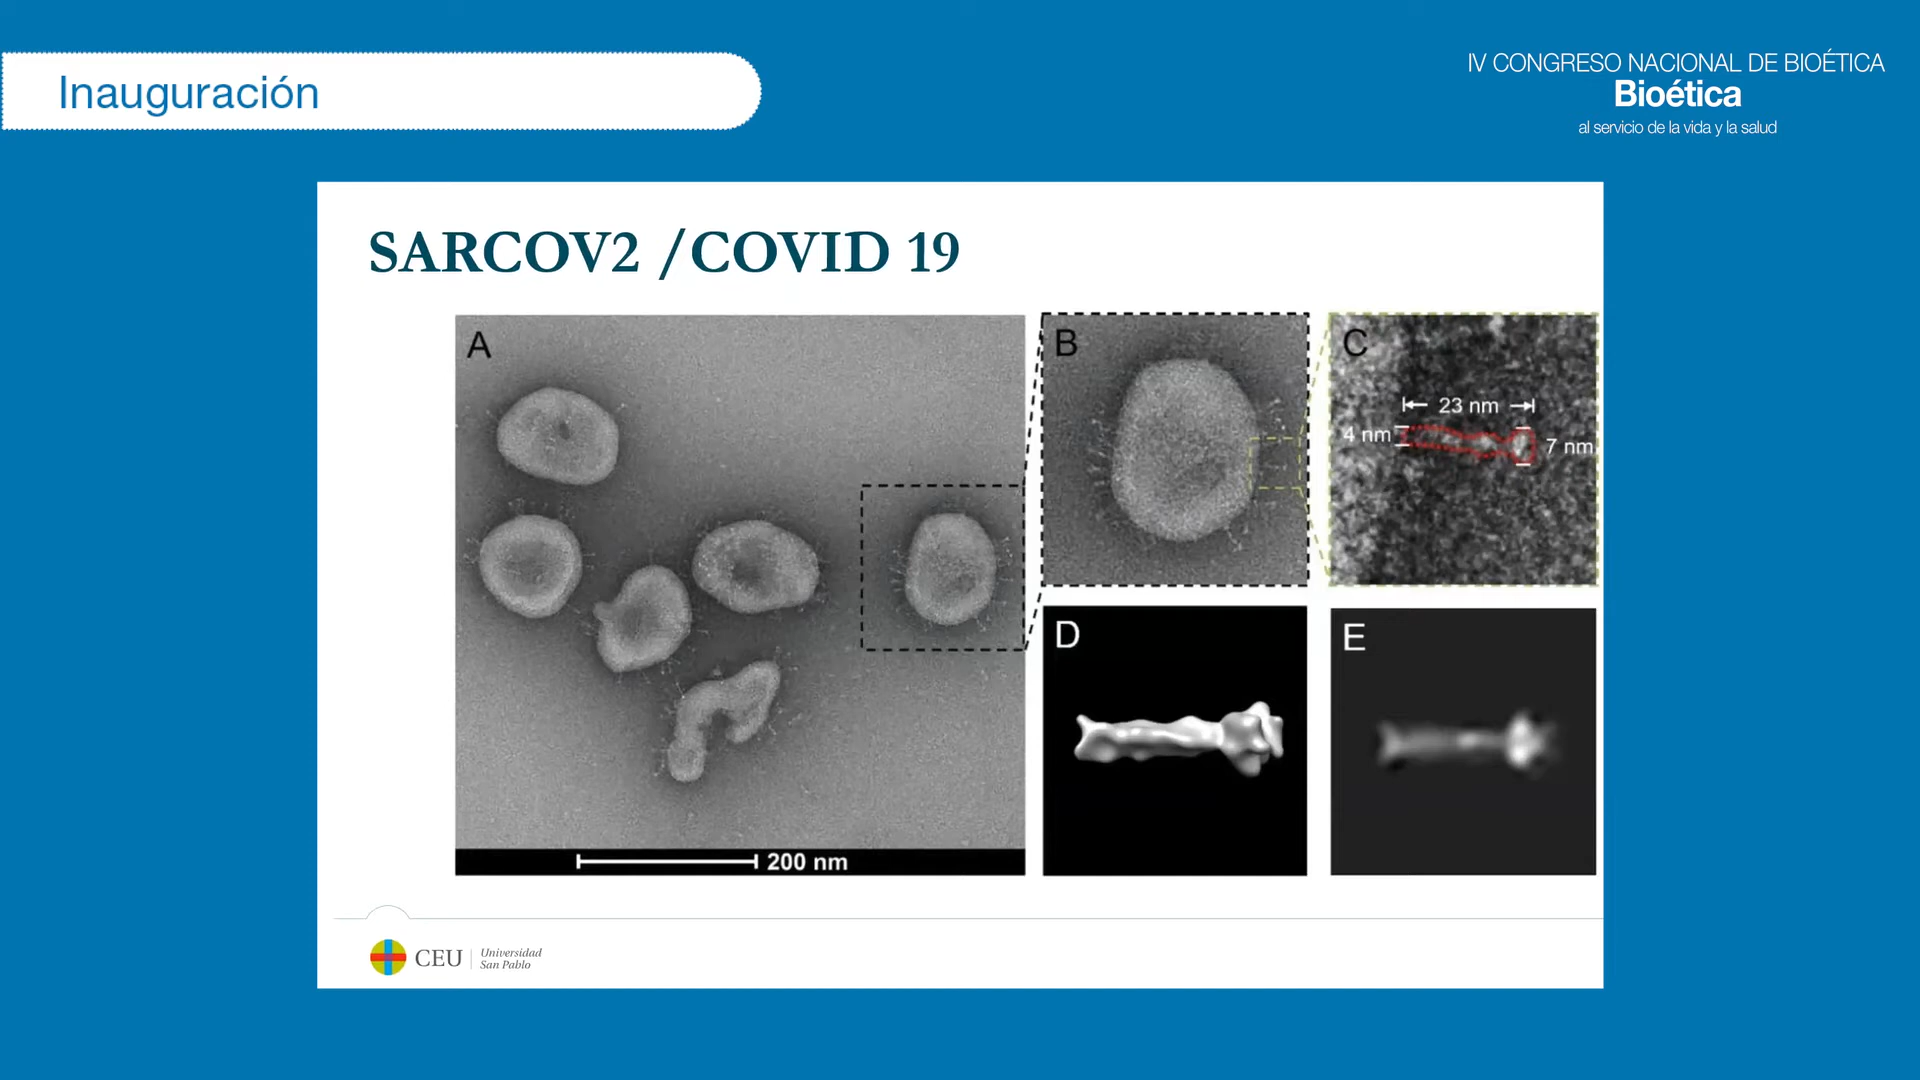 Inauguración
IV CONGRESO NACIONAL DE BIOÉTICA
Bioética
al servicio de la vida y la salud
SARCOV2 /COVID 19
A
B
C
23 nm
4 nm
7 nm
D
E
200 nm
CEU
Universidad
San Pablo